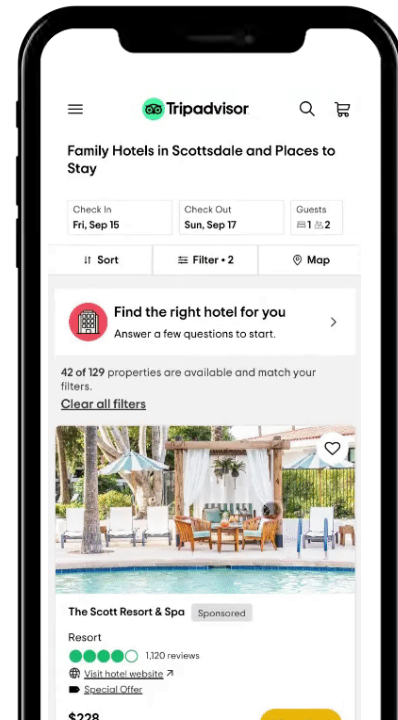 Tripadvisor
Family Hotels in Scottsdale and Places to
Stay
Check In
Fri, Sep 15
Check Out
Sun, Sep 17
Guests
1 2
Sort
Filter • 2
Map
Find the right hotel for you
Answer a few questions to start.
42 of 129 properties are available and match your
filters.
Clear all filters
The Scott Resort & Spa Sponsored
Resort
1,120 reviews
Visit hotel website
Special Offer
$228